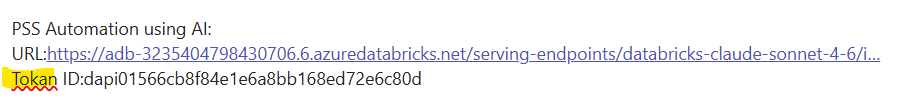 PSS Automation using AI:
URL:https://adb-3235404798430706.6.azuredatabricks.net/serving-endpoints/databricks-claude-sonnet-4-6/i...
Tokan ID:dapi01566cb8f84e1e6a8bb168ed72e6c80d